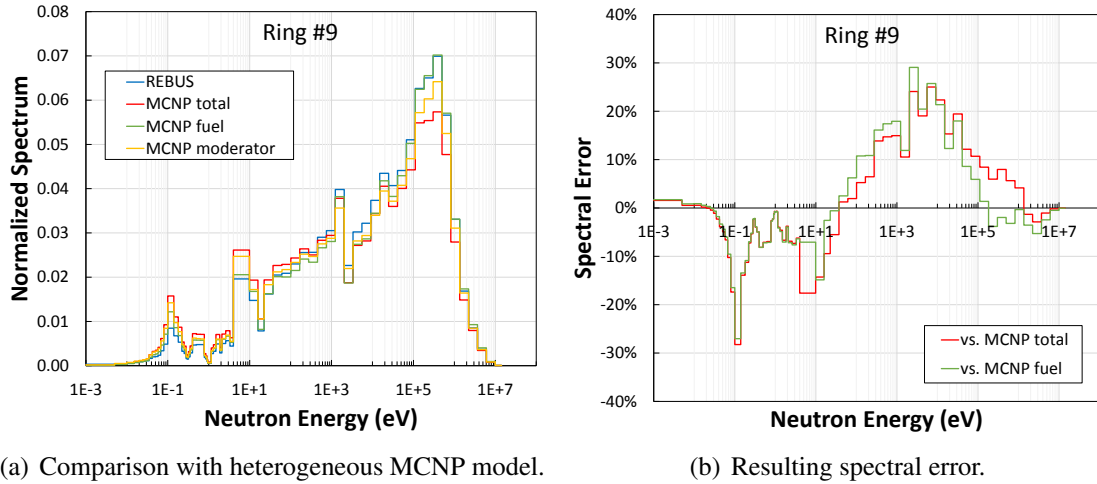 Ring #9
0.08
0.07
0.06
0.05
0.04
0.03
0.02
0.01
0.00
Normalized Spectrum
REBUS
MCNP total
MCNP fuel
MCNP moderator
1E-3 1E-1 1E+1 1E+3 1E+5 1E+7
Neutron Energy (eV)
(a) Comparison with heterogeneous MCNP model.
Ring #9
40%
30%
20%
10%
0%
-10%
-20%
-30%
-40%
Spectral Error
1E-3 1E-1 1E+1 1E+3 1E+5 1E+7
vs. MCNP total
vs. MCNP fuel
Neutron Energy (eV)
(b) Resulting spectral error.